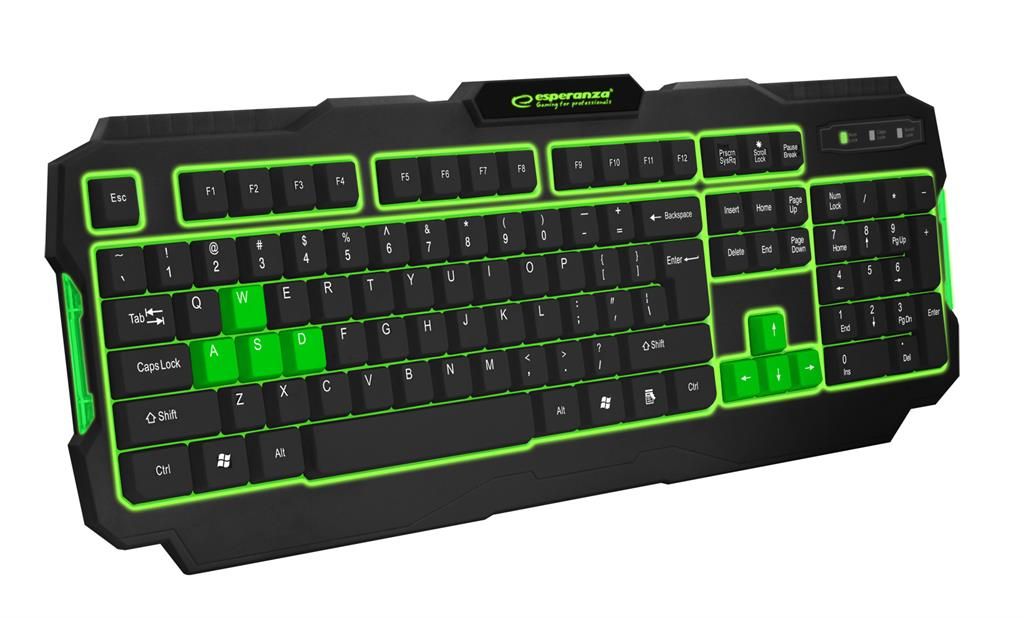 esperanza®
Gaming for professionals
Esc F1 F2 F3 F4 F5 F6 F7 F8 F9 F10 F11 F12 Prtscn SysRq Scroll Lock Pause Break
~ ` ! 1 @ 2 # 3 $ 4 % 5 ^ 6 & 7 * 8 ( 9 ) 0 — - + = ← Backspace Insert Home Page Up Num Lock / * −
Tab Q W E R T Y U I O P { [ } ] Enter Delete End Page Down 7 Home 8 ↑ 9 PgUp +
Caps Lock A S D F G H J K L : ; " ' | \ 4 ← 5 6 →
⇧ Shift Z X C V B N M < , > . ? / ⇧ Shift ↑ 1 End 2 ↓ 3 PgDn Enter
Ctrl Alt Alt Ctrl ← ↓ → 0 Ins . Del